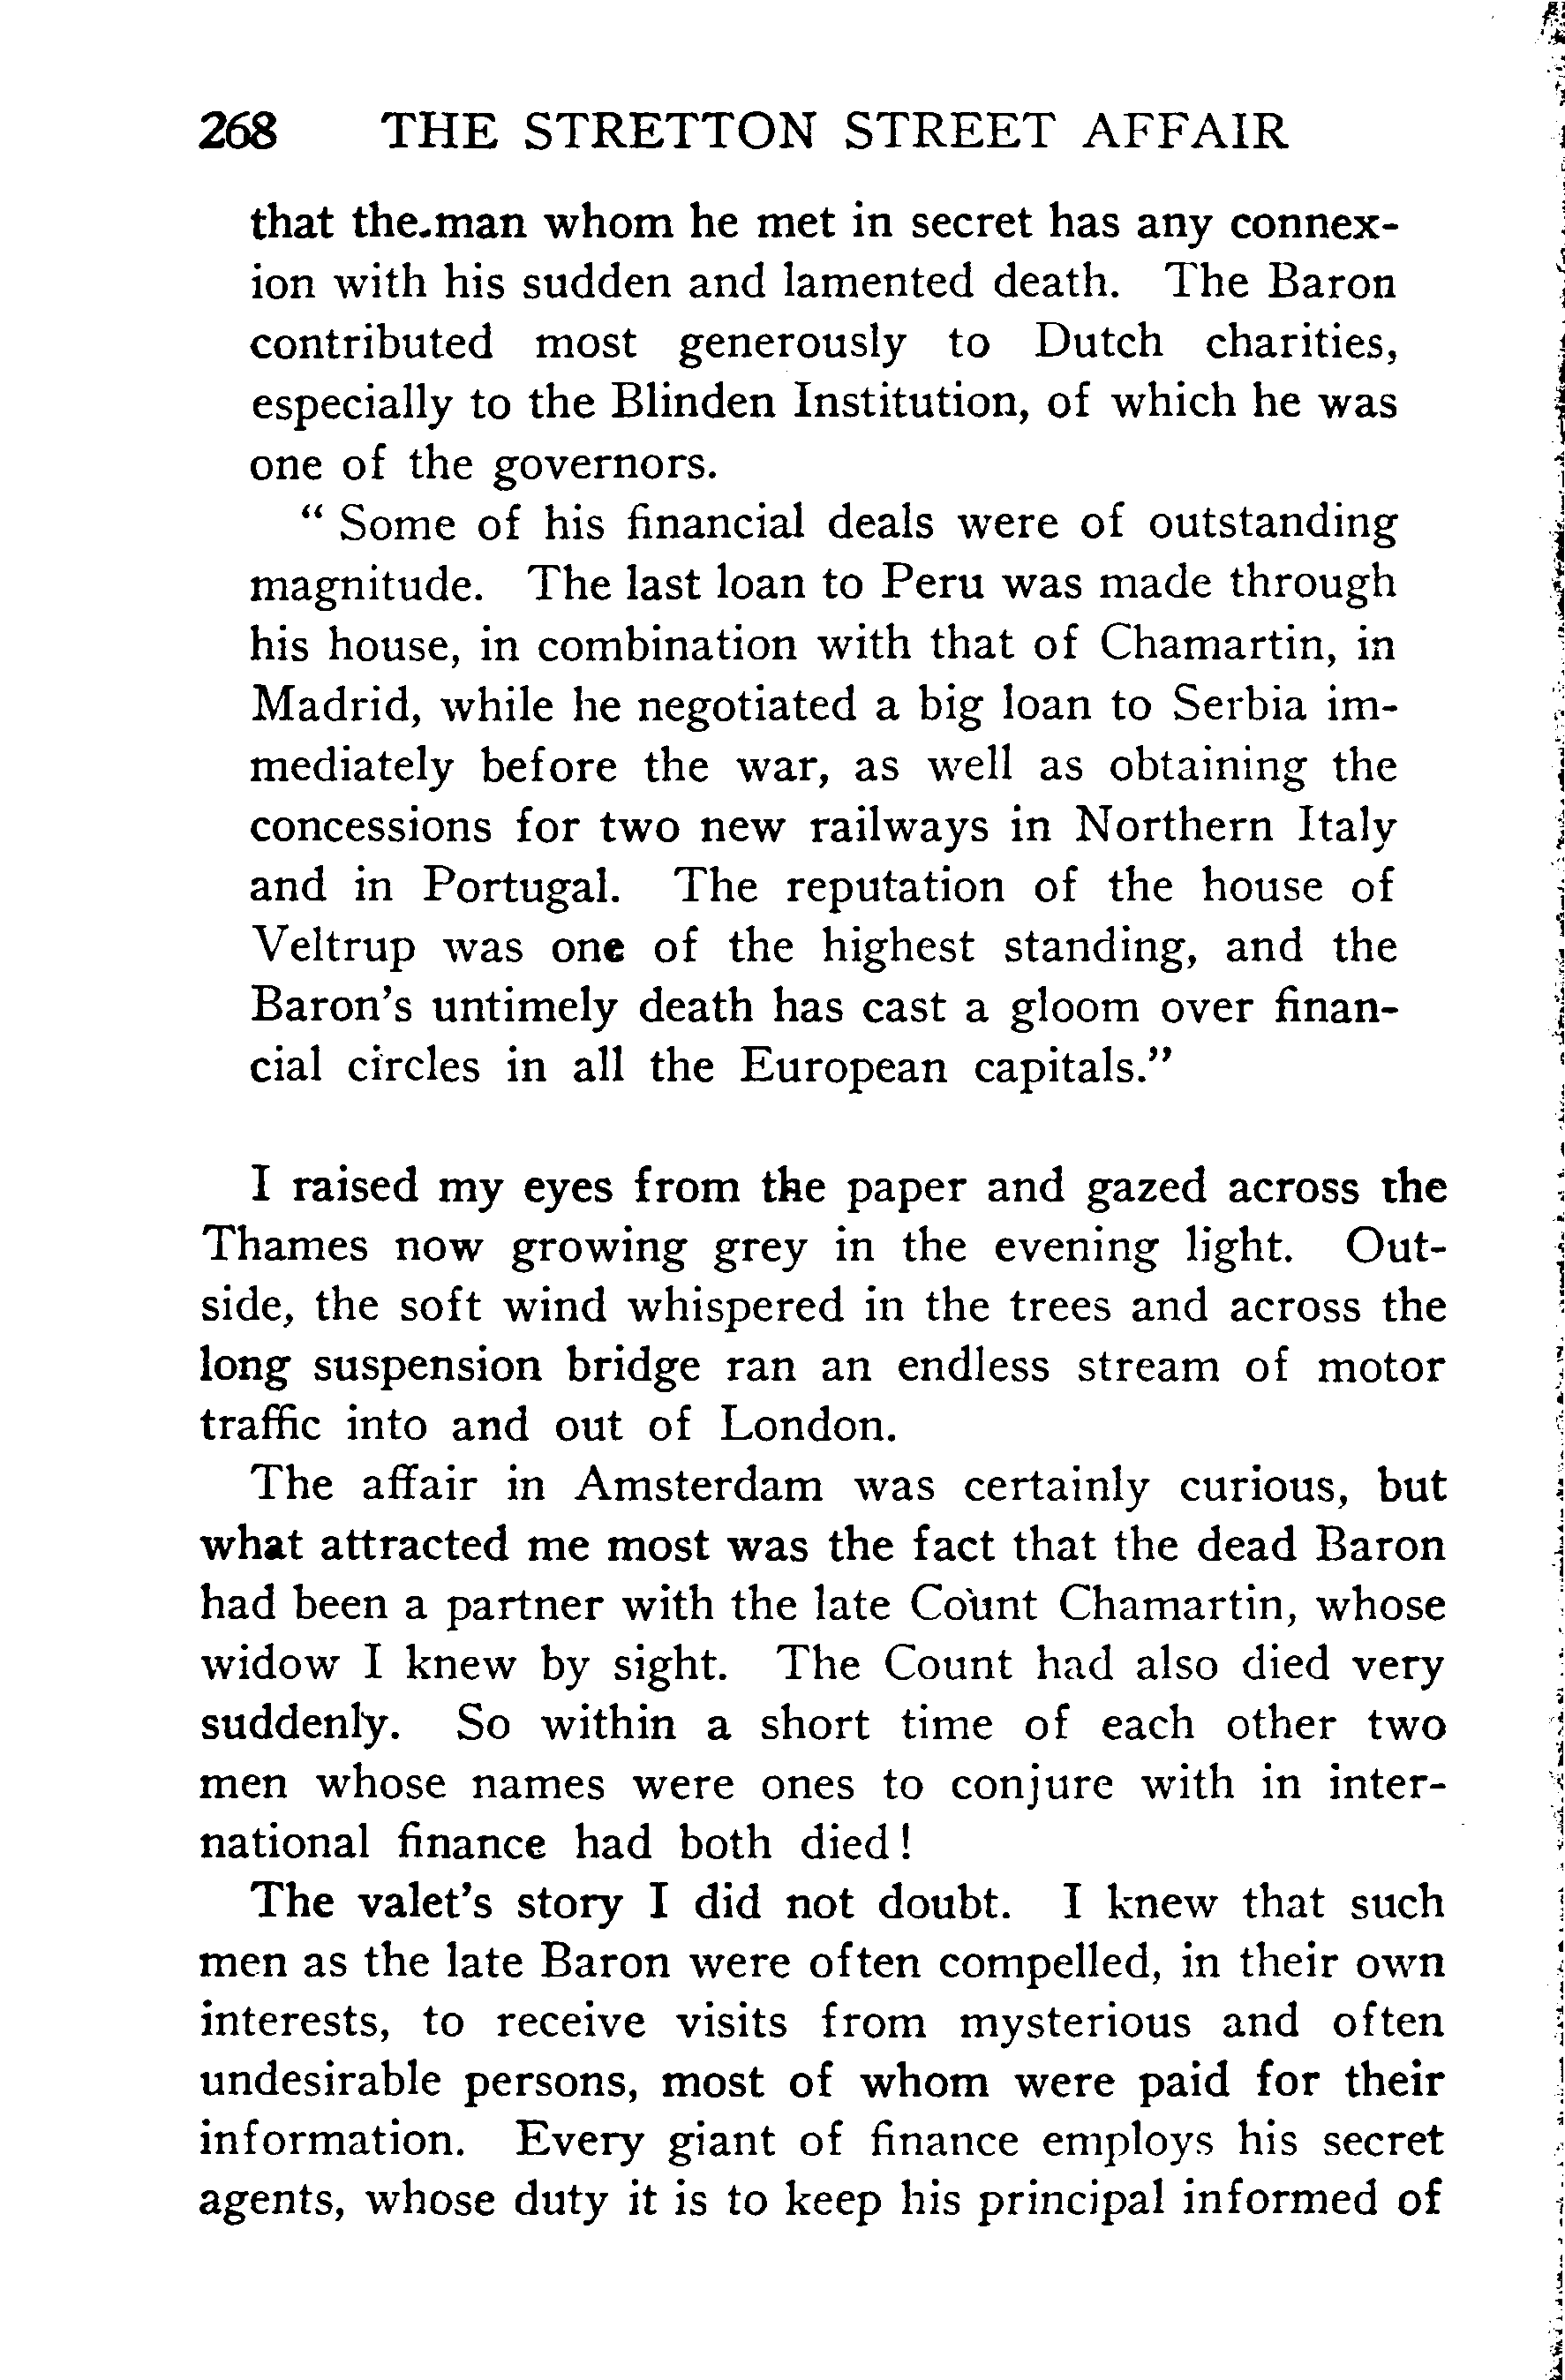 268 THE STRETTON STREET AFFAIR
that the man whom he met in secret has any connex-
ion with his sudden and lamented death. The Baron
contributed most generously to Dutch charities,
especially to the Blinden Institution, of which he was
one of the governors.
“ Some of his financial deals were of outstanding
magnitude. The last loan to Peru was made through
his house, in combination with that of Chamartin, in
Madrid, while he negotiated a big loan to Serbia im-
mediately before the war, as well as obtaining the
concessions for two new railways in Northern Italy
and in Portugal. The reputation of the house of
Veltrup was one of the highest standing, and the
Baron’s untimely death has cast a gloom over finan-
cial circles in all the European capitals.”
I raised my eyes from the paper and gazed across the
Thames now growing grey in the evening light. Out-
side, the soft wind whispered in the trees and across the
long suspension bridge ran an endless stream of motor
traffic into and out of London.
The affair in Amsterdam was certainly curious, but
what attracted me most was the fact that the dead Baron
had been a partner with the late Count Chamartin, whose
widow I knew by sight. The Count had also died very
suddenly. So within a short time of each other two
men whose names were ones to conjure with in inter-
national finance had both died!
The valet’s story I did not doubt. I knew that such
men as the late Baron were often compelled, in their own
interests, to receive visits from mysterious and often
undesirable persons, most of whom were paid for their
information. Every giant of finance employs his secret
agents, whose duty it is to keep his principal informed of